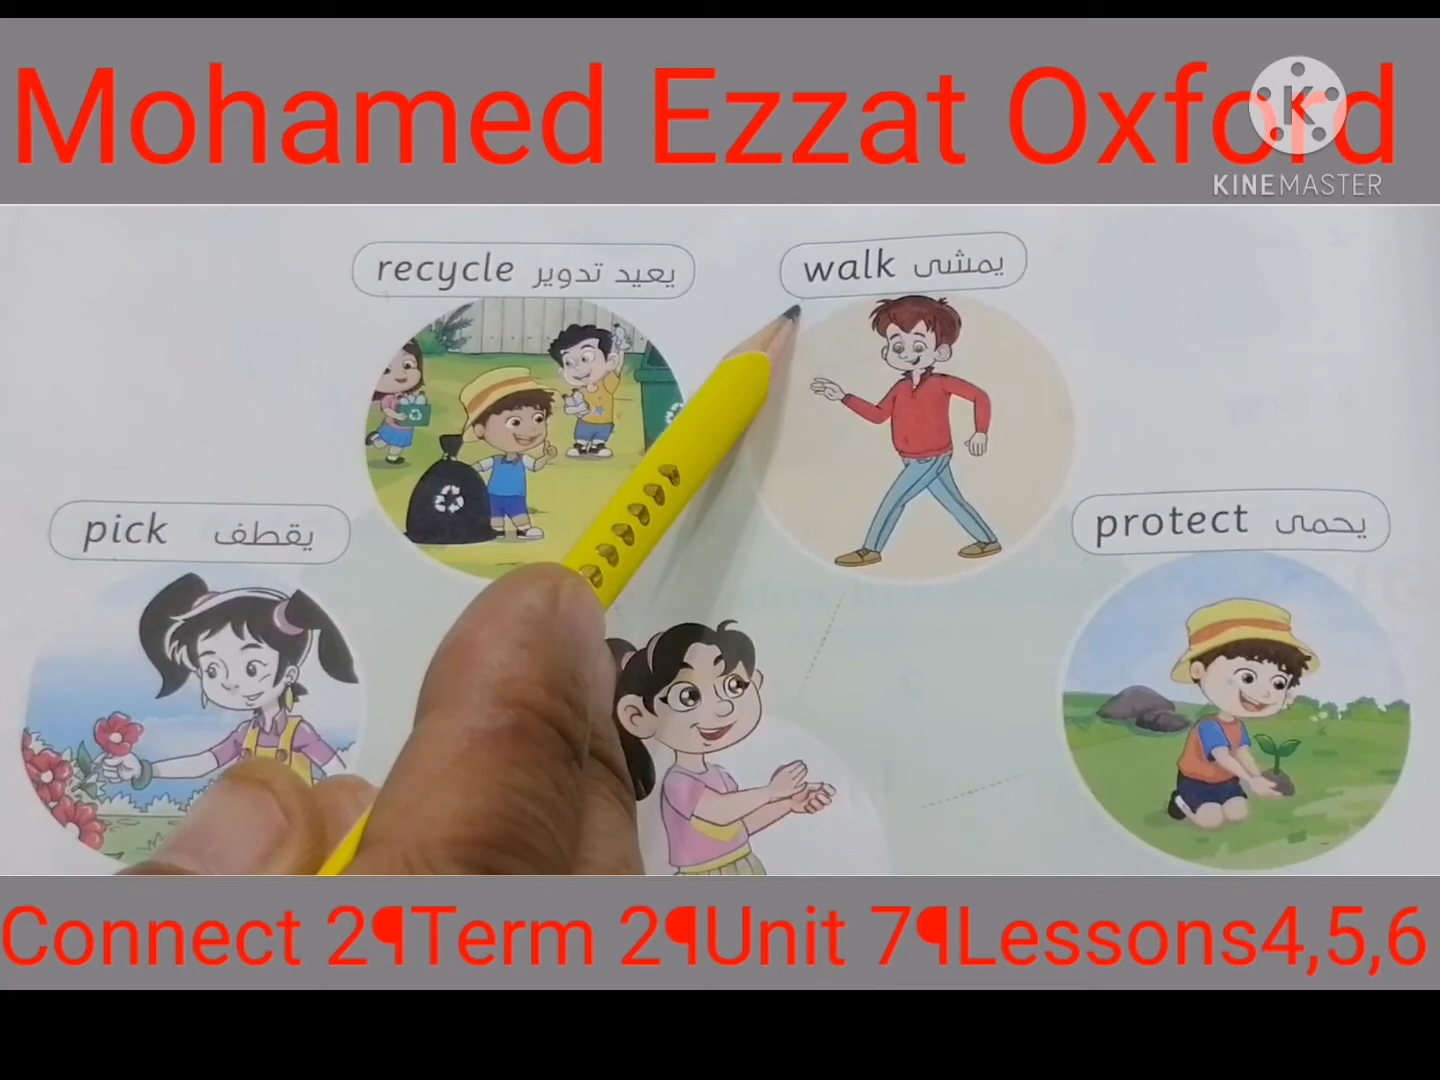 Mohamed Ezzat Oxford
KINEMASTER
recycle يعيد تدوير
walk يمشى
pick يقطف
protect يحمى
Connect 2¶Term 2¶Unit 7¶Lessons4,5,6